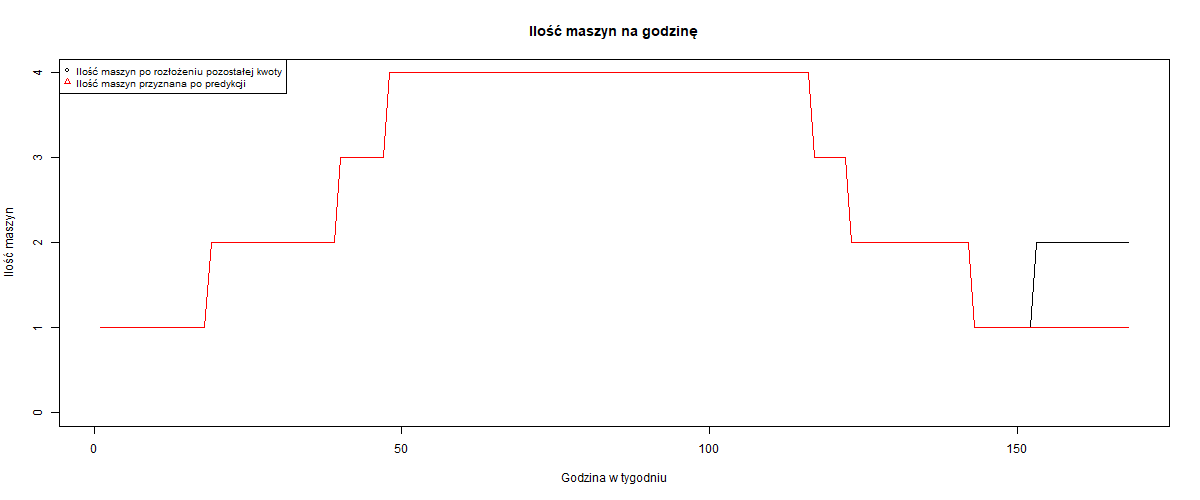 Ilość maszyn na godzinę
Ilość maszyn po rozłożeniu pozostałej kwoty
Ilość maszyn przyznana po predykcji
Ilość maszyn
4
3
2
1
0
0 50 100 150
Godzina w tygodniu